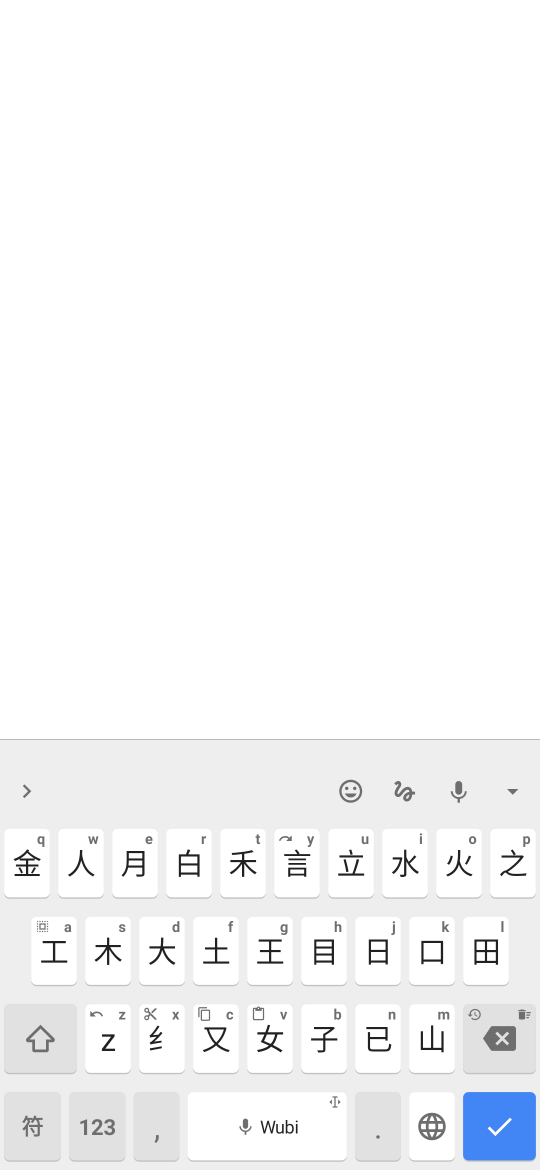 q w e r t y u i o p
金 人 月 白 禾 言 立 水 火 之
a s d f g h j k l
工 木 大 土 王 目 日 口 田
z x c v b n m
z 纟 又 女 子 已 山
符 123 , Wubi .